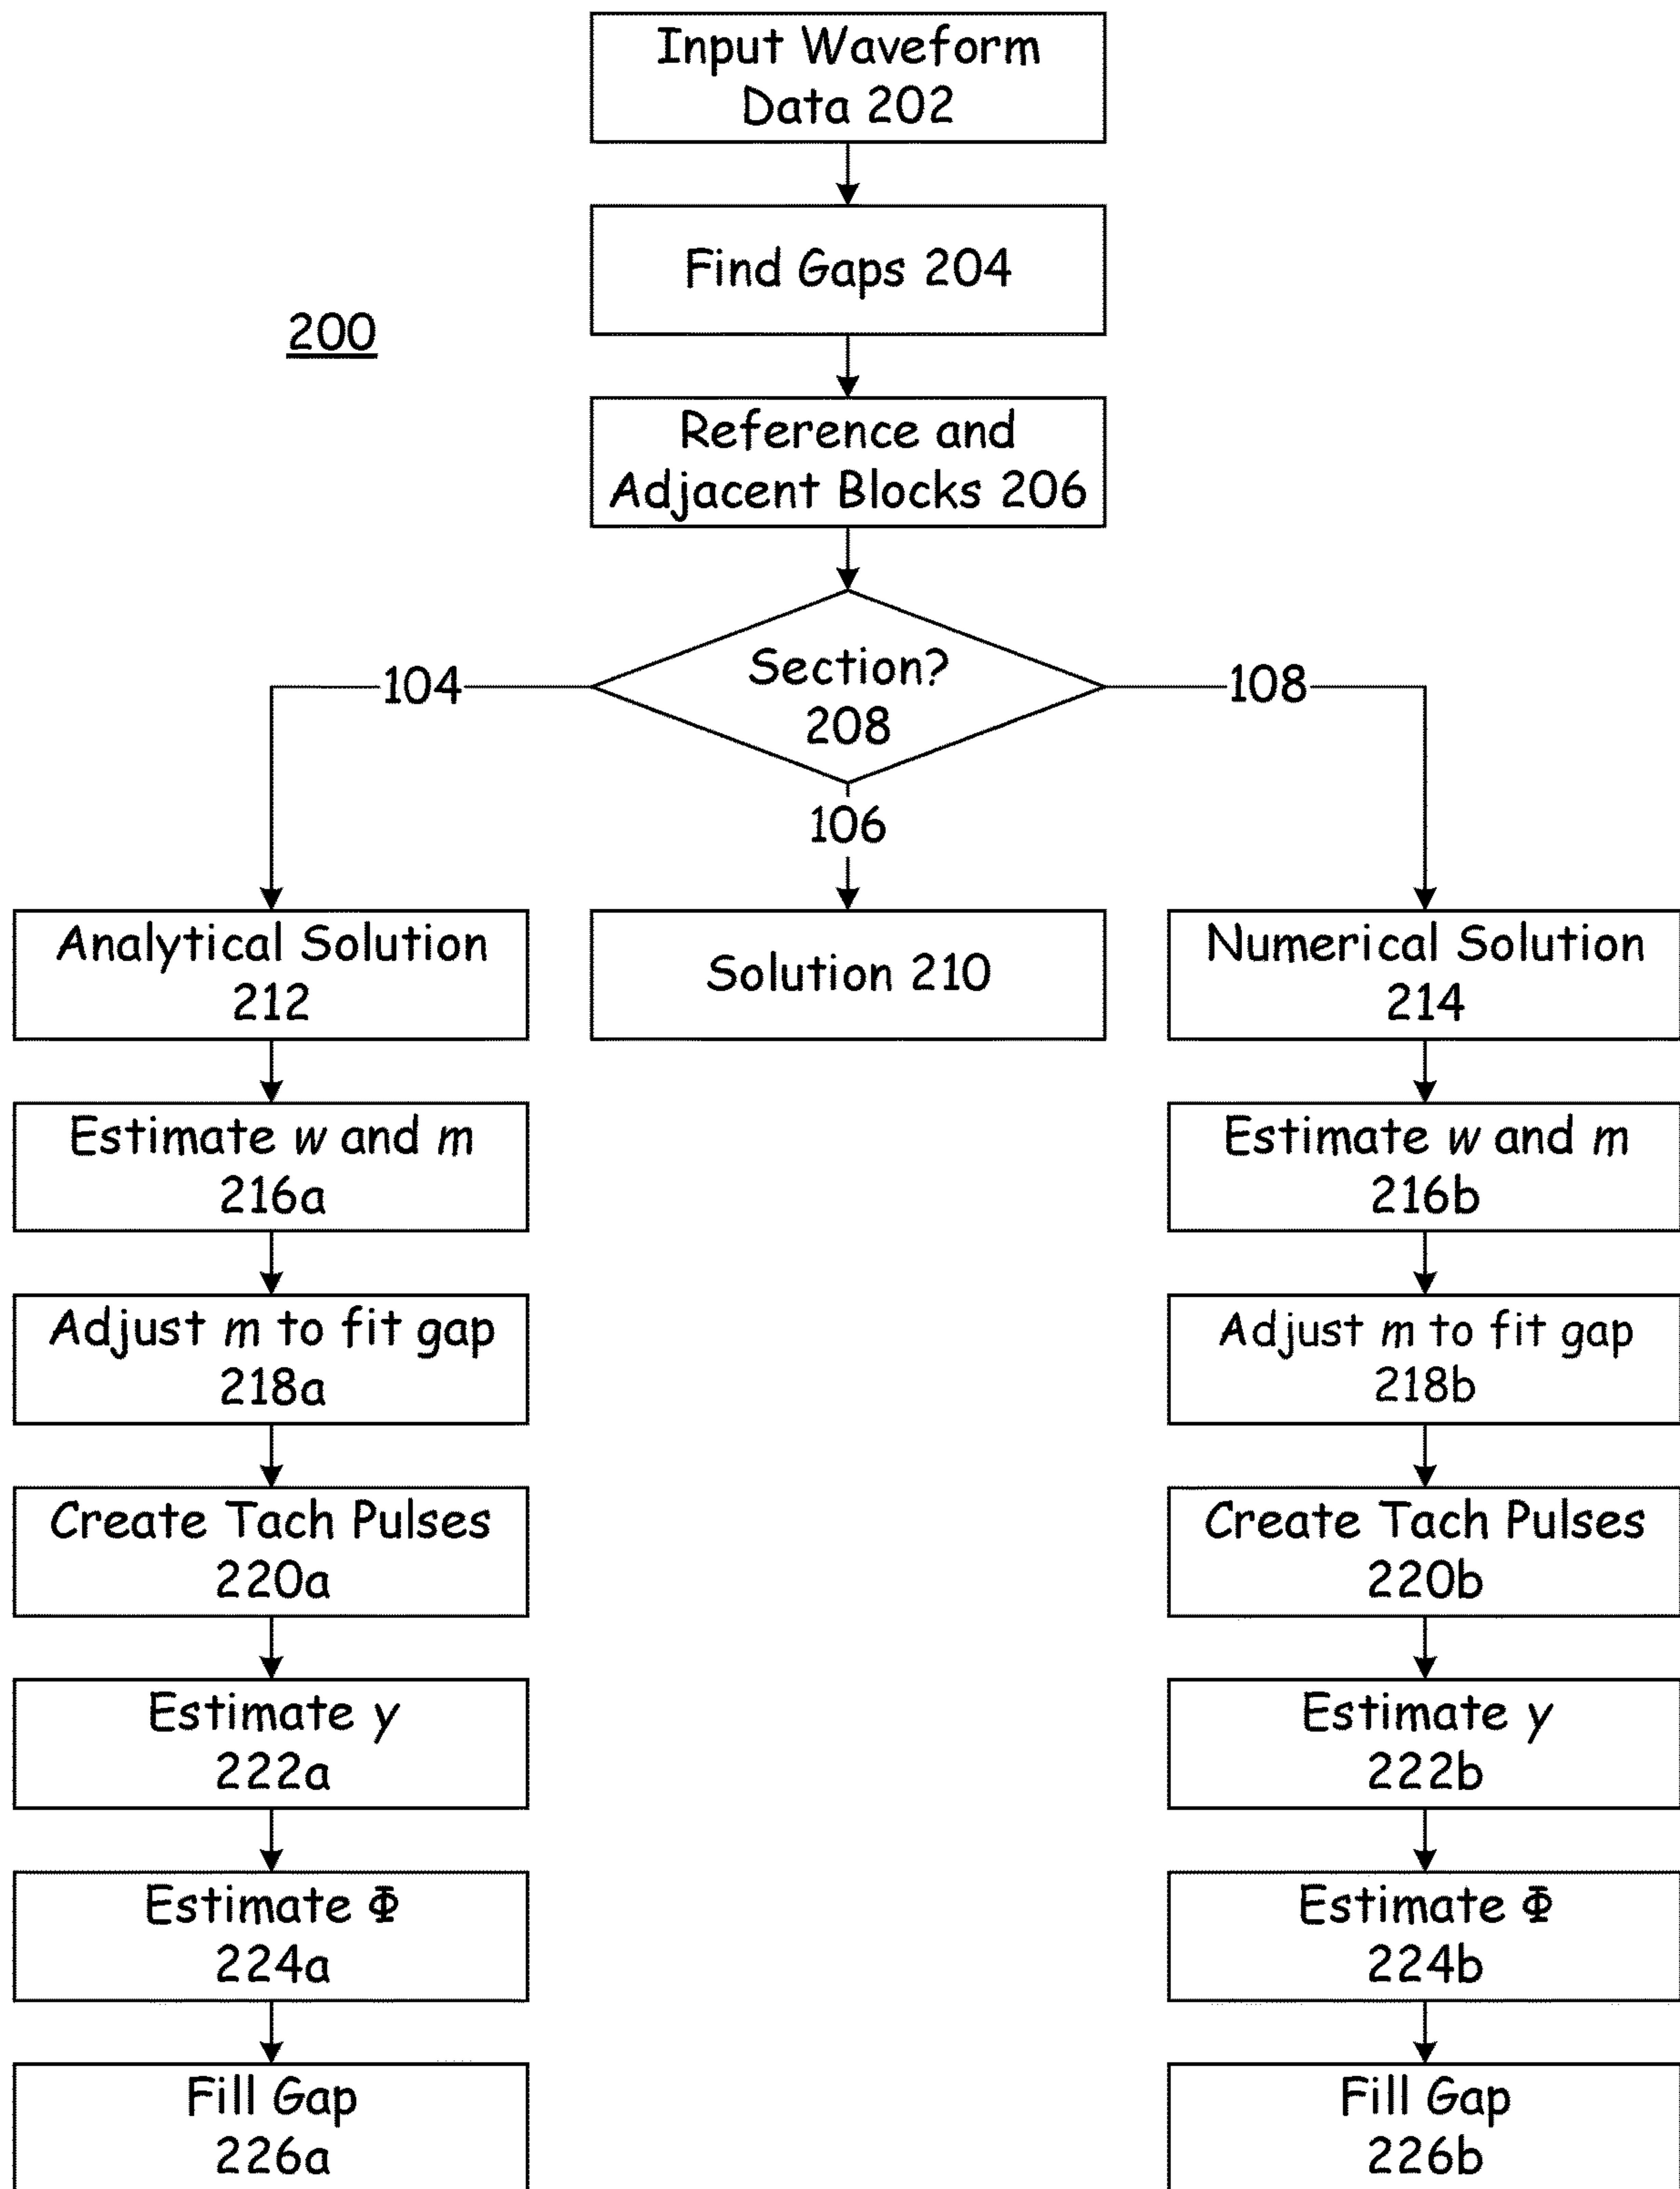 Input Waveform
Data 202
Find Gaps 204
200
Reference and
Adjacent Blocks 206
Section?
208
104
108
106
Analytical Solution
212
Solution 210
Numerical Solution
214
Estimate w and m
216a
Estimate w and m
216b
Adjust m to fit gap
218a
Adjust m to fit gap
218b
Create Tach Pulses
220a
Create Tach Pulses
220b
Estimate y
222a
Estimate y
222b
Estimate Φ
224a
Estimate Φ
224b
Fill Gap
226a
Fill Gap
226b